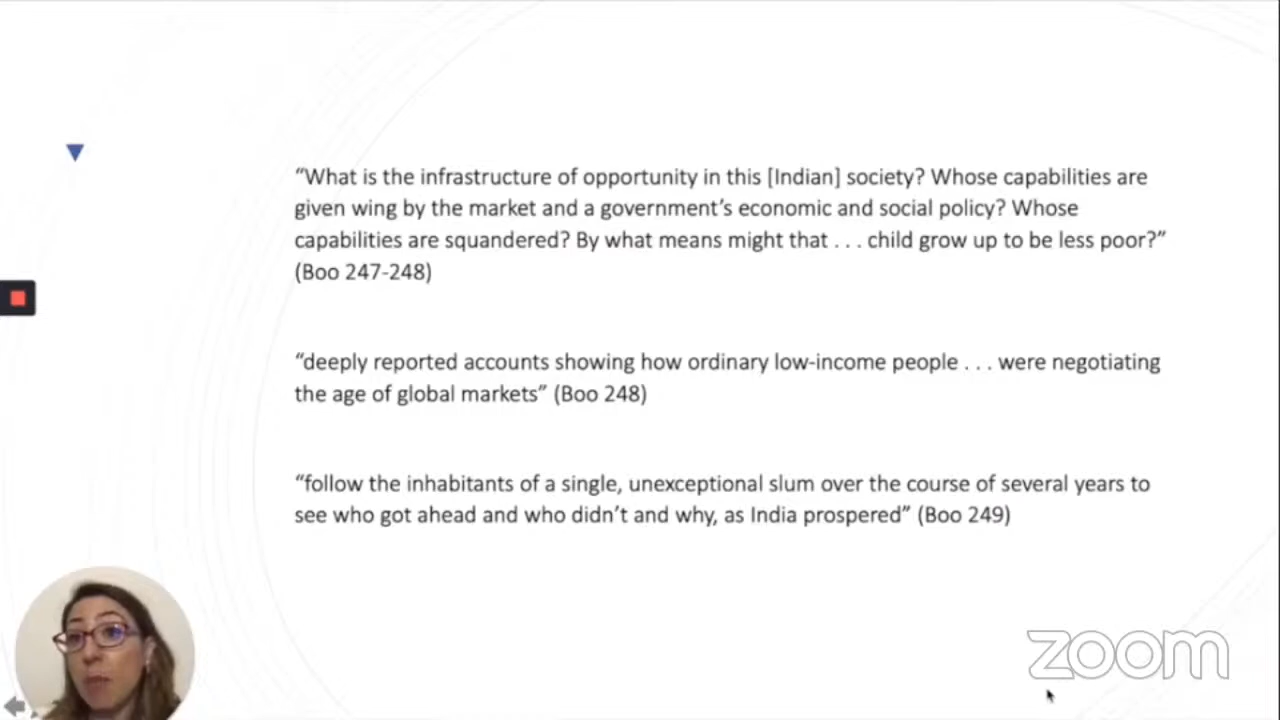 “What is the infrastructure of opportunity in this [Indian] society? Whose capabilities are
given wing by the market and a government’s economic and social policy? Whose
capabilities are squandered? By what means might that . . . child grow up to be less poor?”
(Boo 247-248)
“deeply reported accounts showing how ordinary low-income people . . . were negotiating
the age of global markets” (Boo 248)
“follow the inhabitants of a single, unexceptional slum over the course of several years to
see who got ahead and who didn’t and why, as India prospered” (Boo 249)
zoom